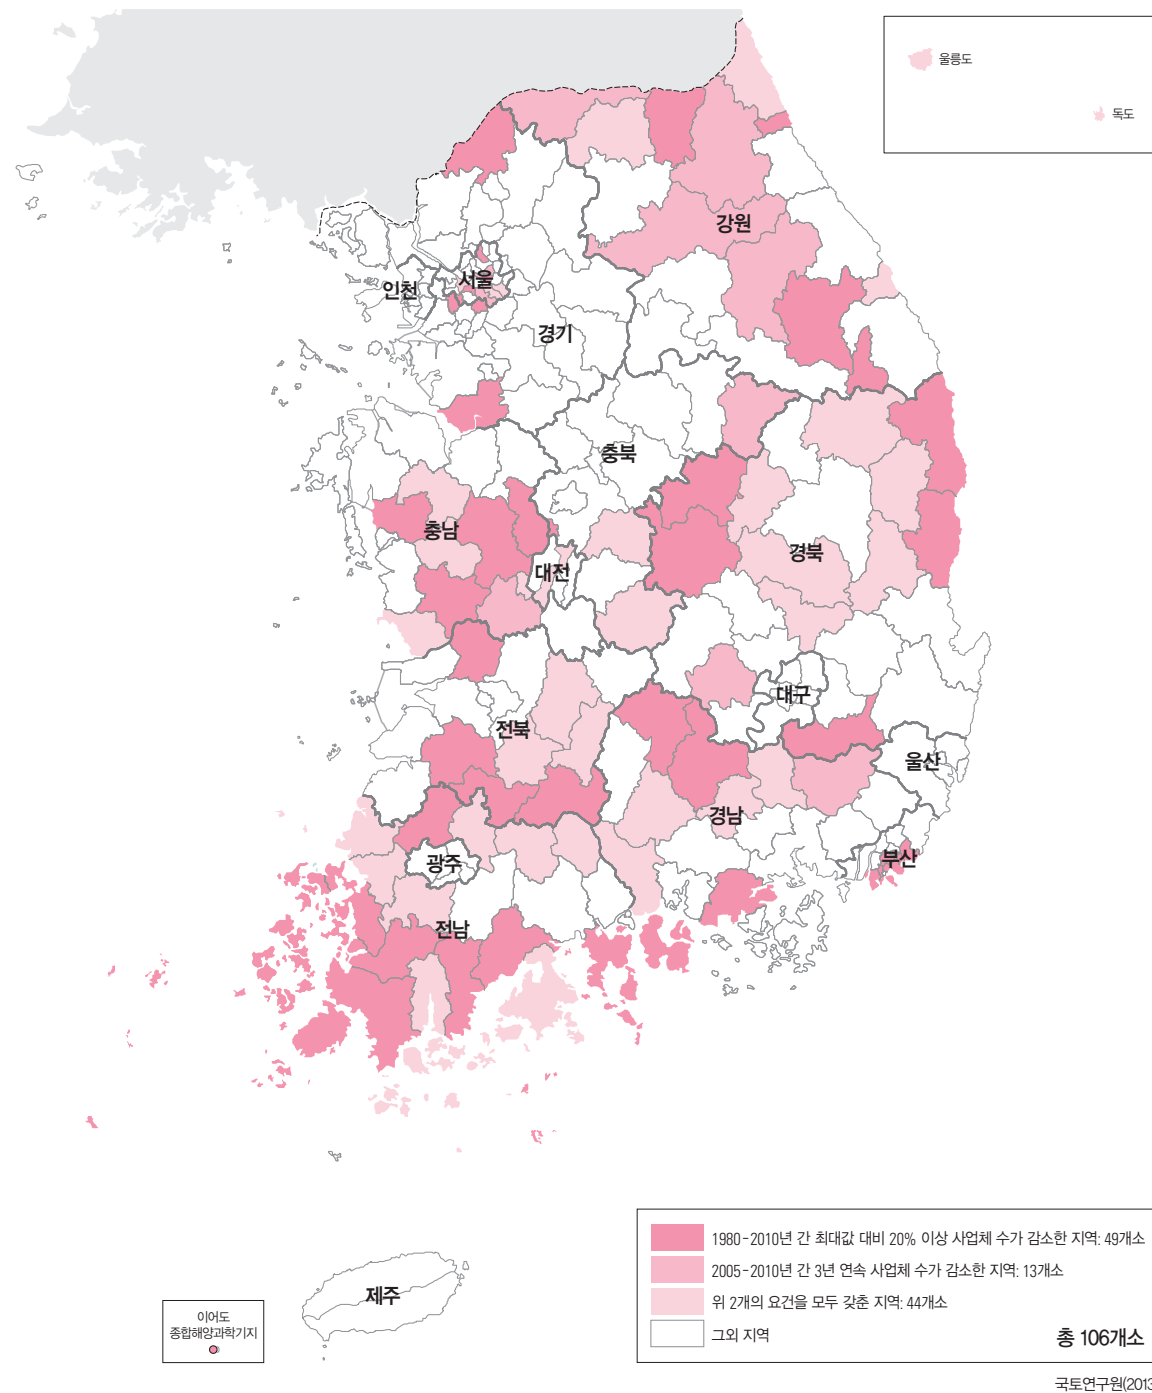 울릉도
독도
강원
서울
인천
경기
충북
충남
경북
대전
대구
전북
울산
경남
부산
광주
전남
제주
이어도
종합해양과학기지
1980-2010년 간 최대값 대비 20% 이상 사업체 수가 감소한 지역: 49개소
2005-2010년 간 3년 연속 사업체 수가 감소한 지역: 13개소
위 2개의 요건을 모두 갖춘 지역: 44개소
그외 지역
총 106개소
국토연구원(2013